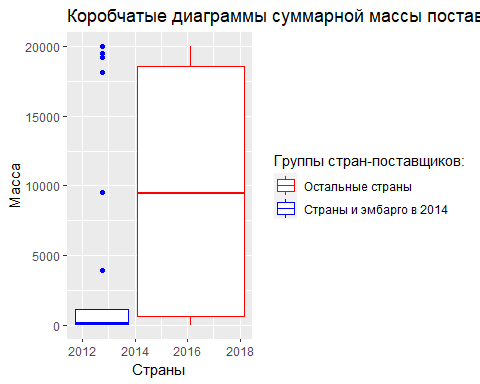 Коробчатые диаграммы суммарной массы постав
20000
15000
10000
5000
0
Масса
2012 2014 2016 2018
Страны
Группы стран-поставщиков:
Остальные страны
Страны и эмбарго в 2014